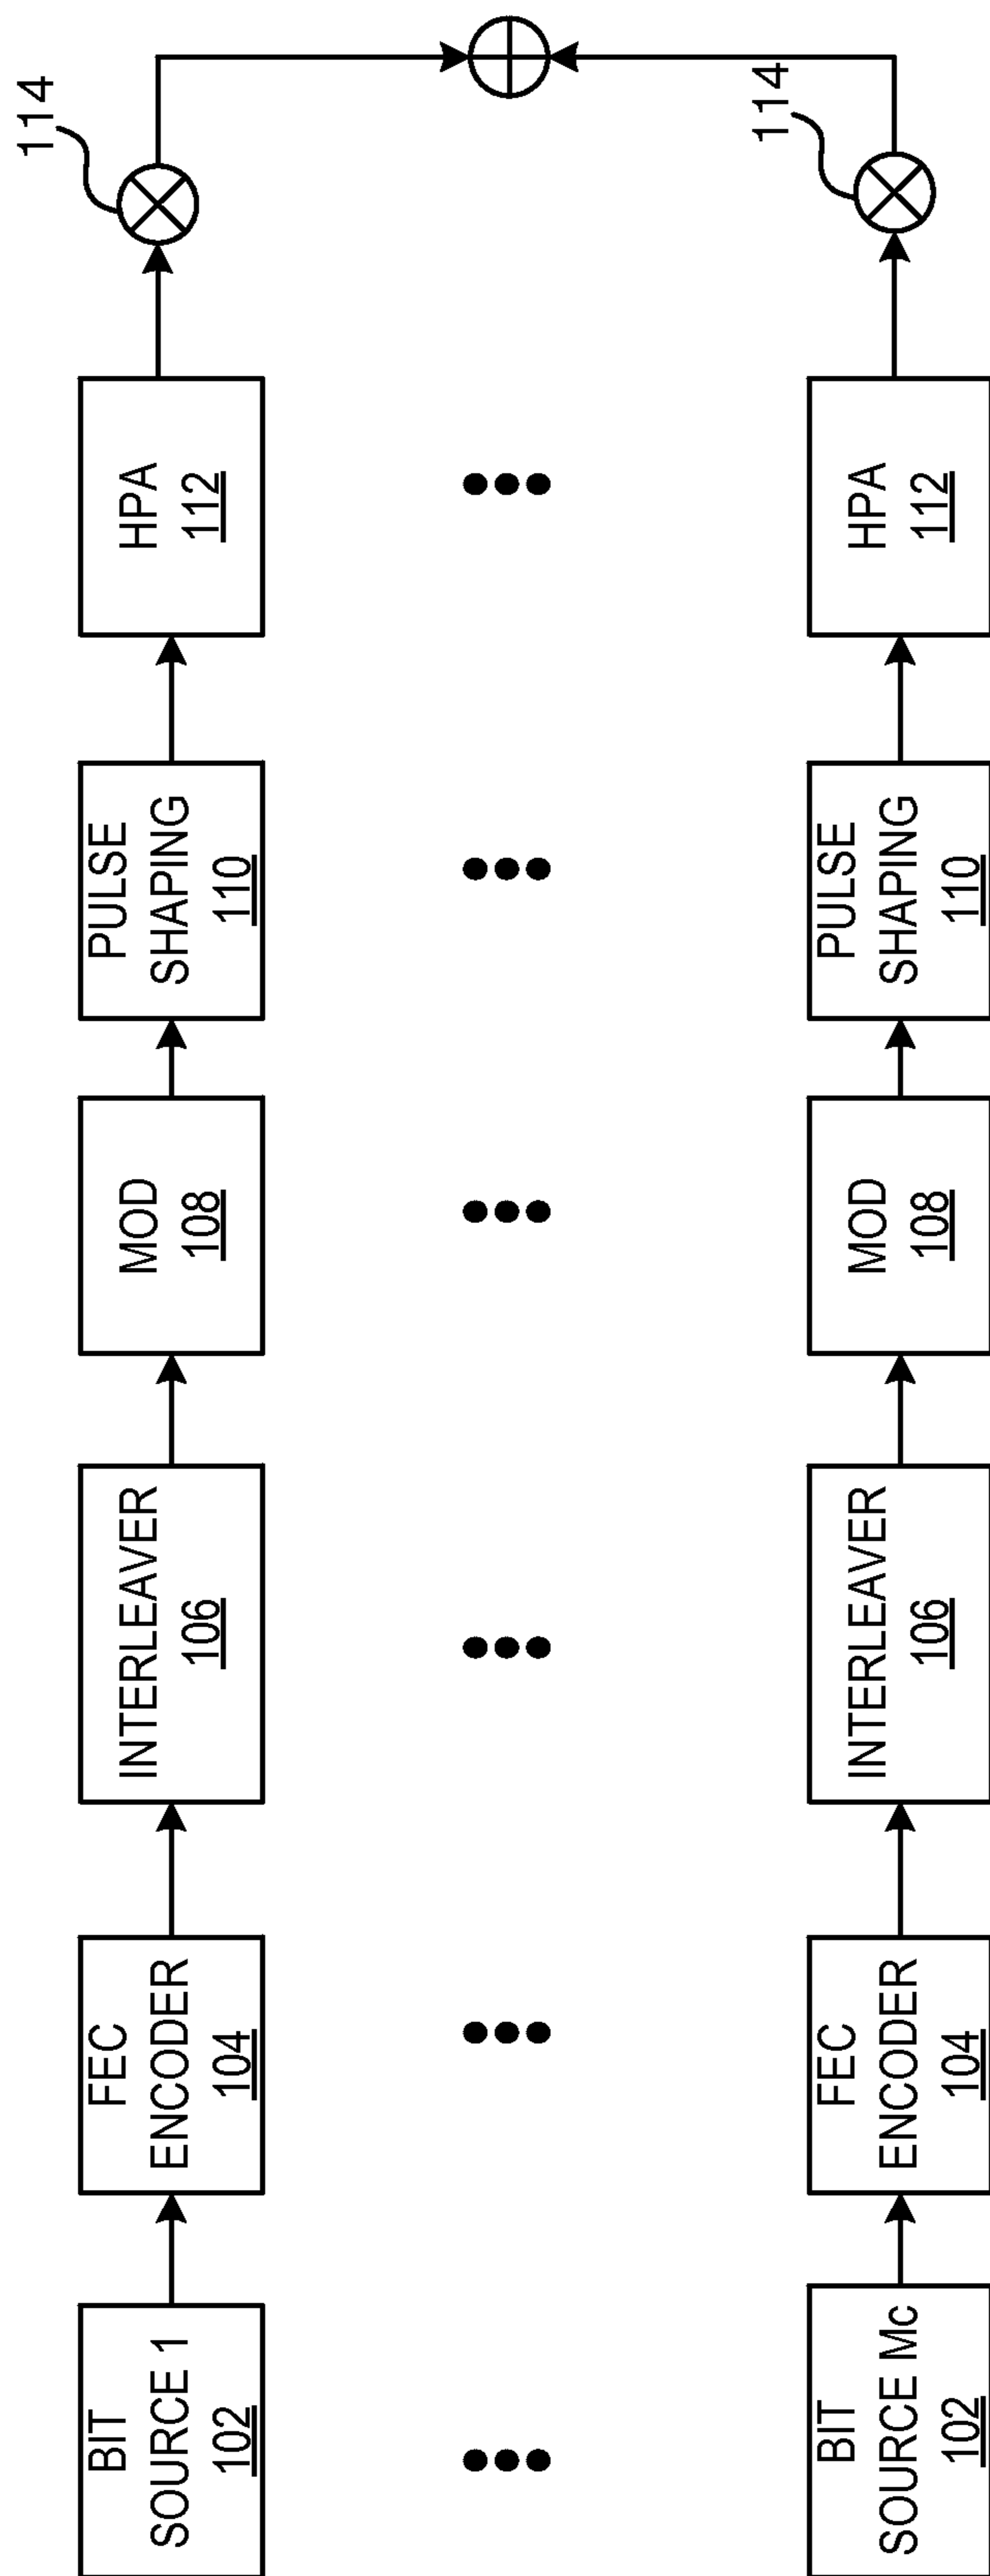 BIT
SOURCE 1
102
FEC
ENCODER
104
INTERLEAVER
106
MOD
108
PULSE
SHAPING
110
HPA
112
114
BIT
SOURCE Mc
102
FEC
ENCODER
104
INTERLEAVER
106
MOD
108
PULSE
SHAPING
110
HPA
112
114